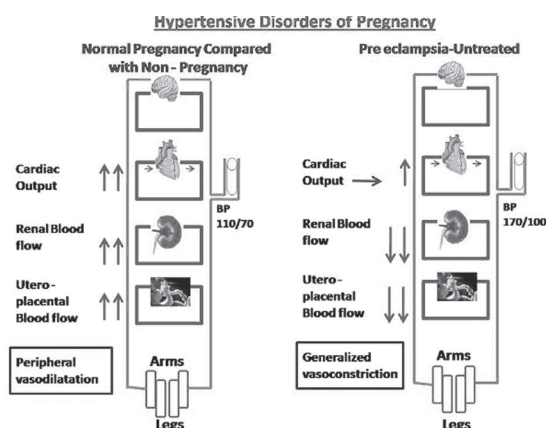 Hypertensive Disorders of Pregnancy
Normal Pregnancy Compared
with Non - Pregnancy
Cardiac
Output
BP
110/70
Renal Blood
flow
Utero -
placental
Blood flow
Peripheral
vasodilatation
Arms
Legs
Pre eclampsia-Untreated
Cardiac
Output
BP
170/100
Renal Blood
flow
Utero-
placental
Blood flow
Generalized
vasoconstriction
Arms
Legs